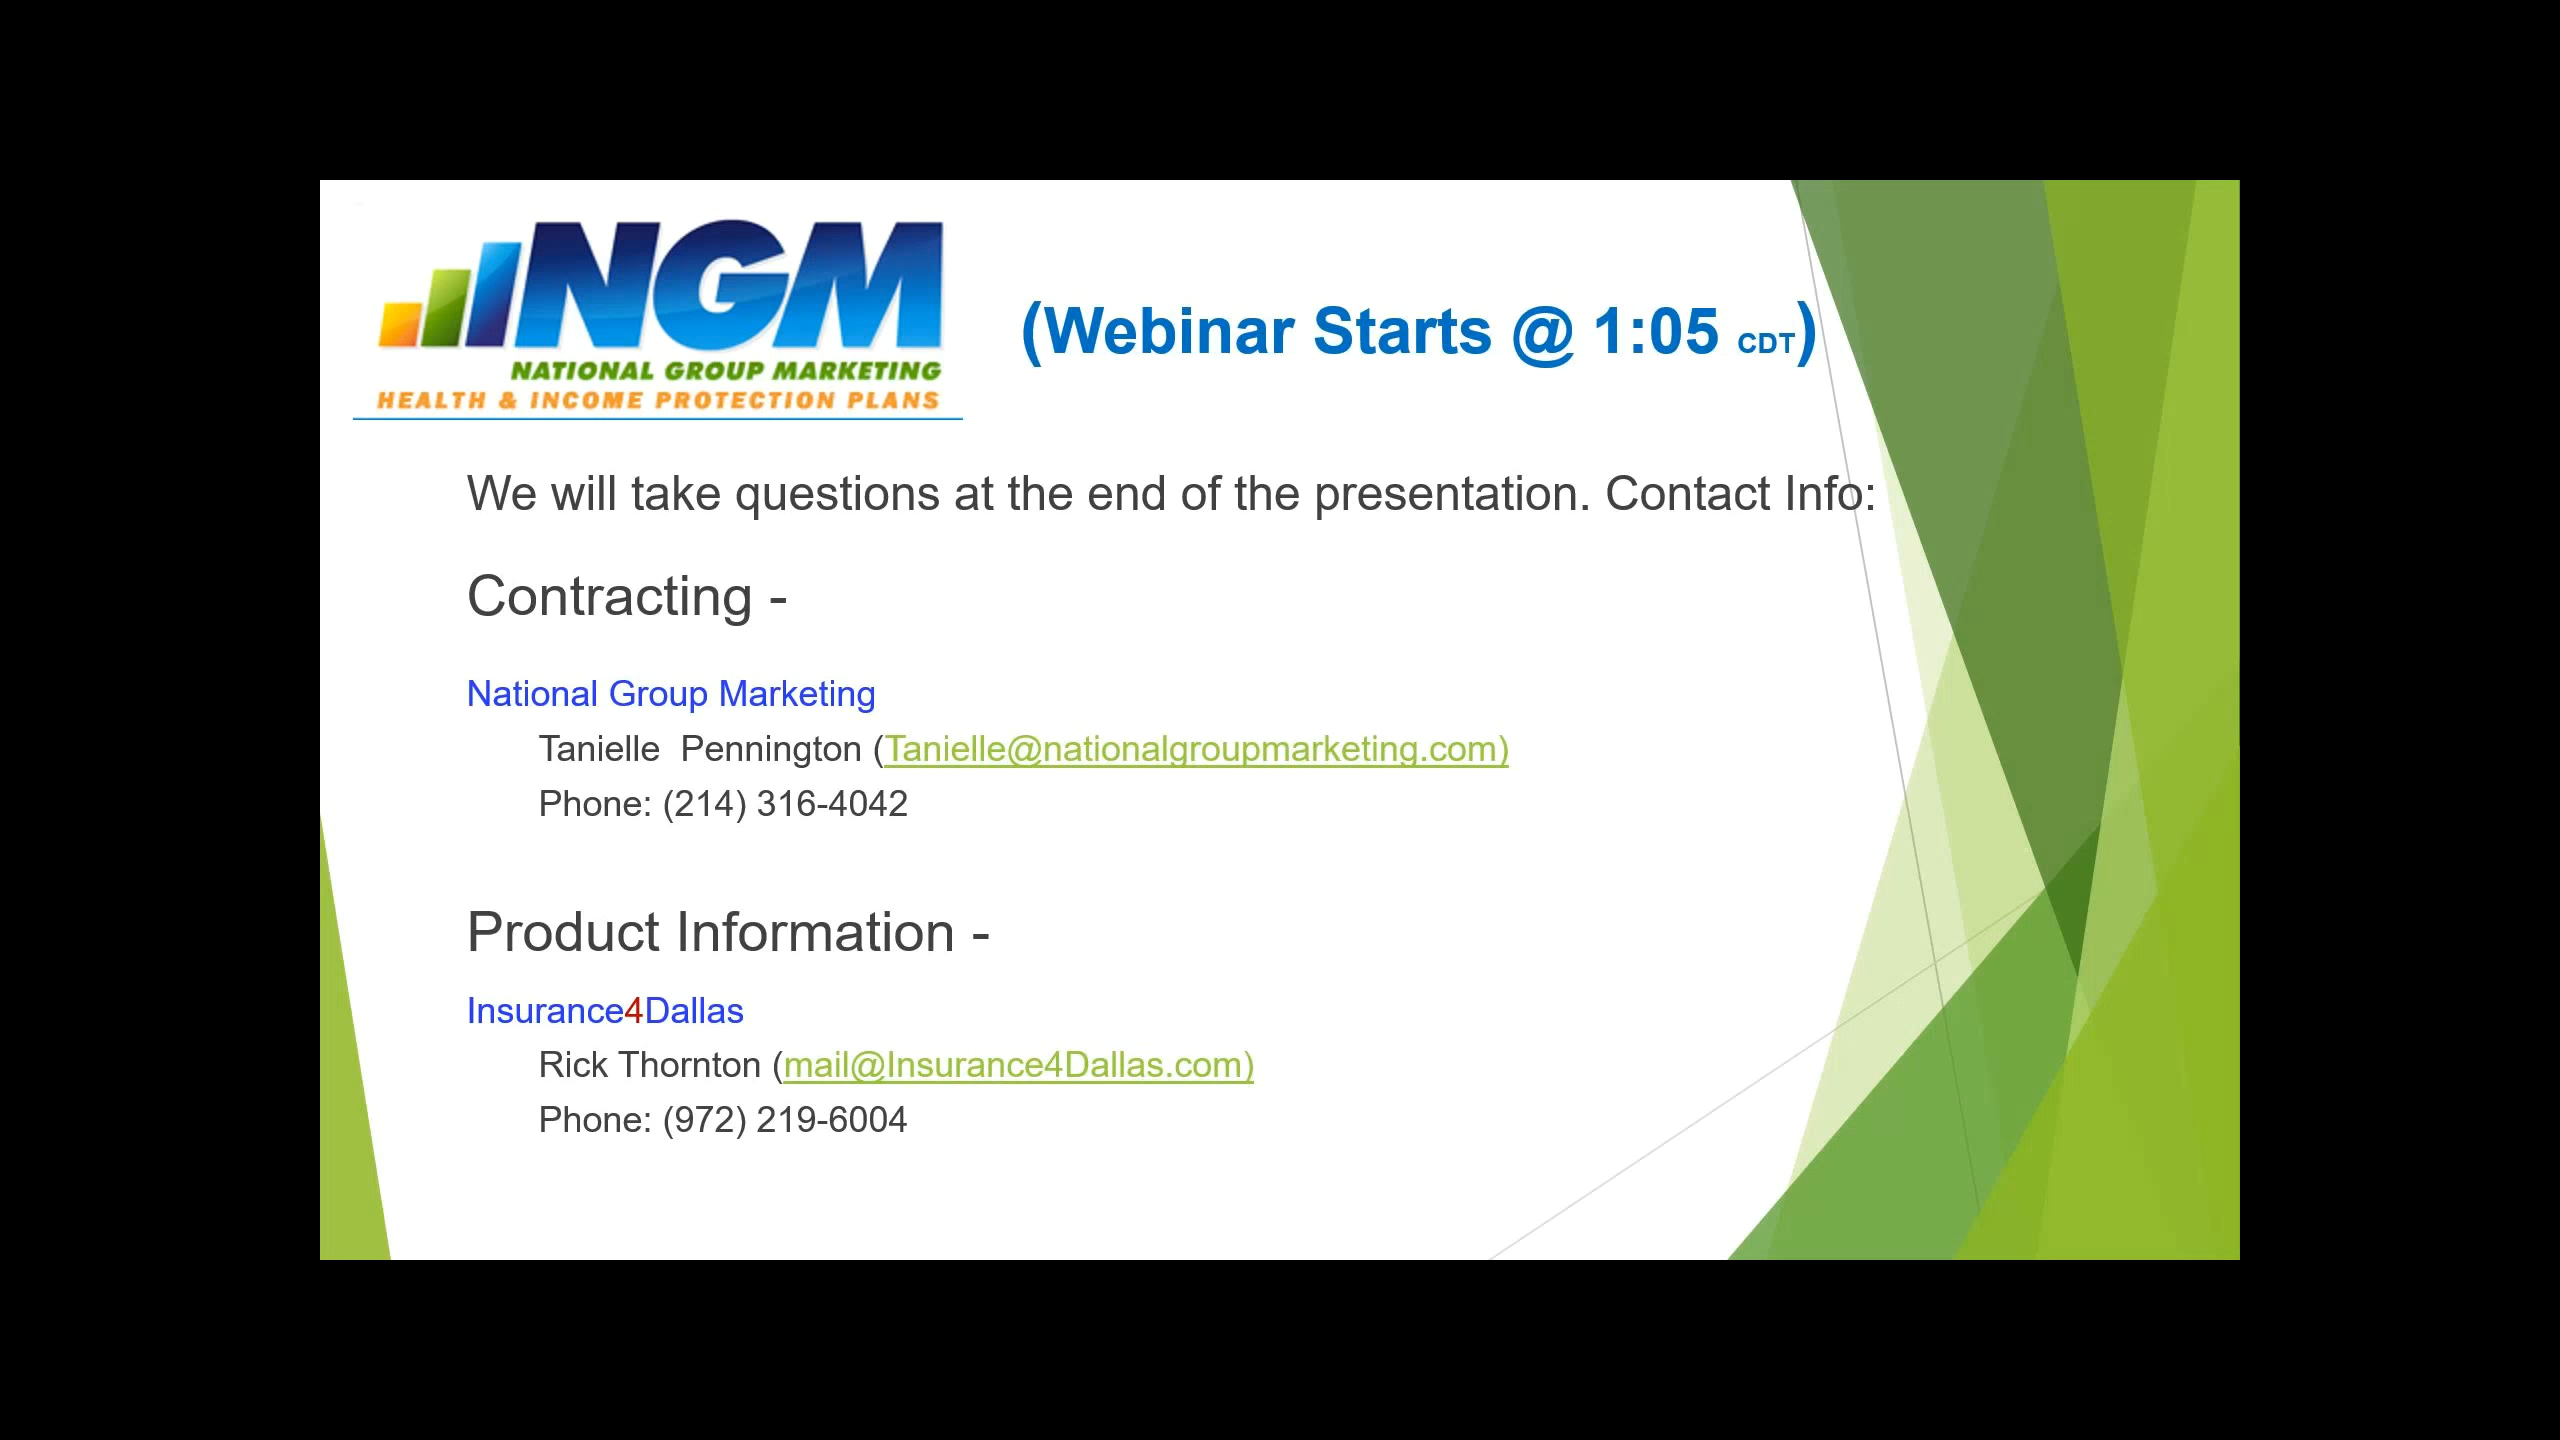 NGM
NATIONAL GROUP MARKETING
HEALTH & INCOME PROTECTION PLANS
(Webinar Starts @ 1:05 CDT)
We will take questions at the end of the presentation. Contact Info:
Contracting -
National Group Marketing
Tanielle  Pennington (Tanielle@nationalgroupmarketing.com)
Phone: (214) 316-4042
Product Information -
Insurance4Dallas
Rick Thornton (mail@Insurance4Dallas.com)
Phone: (972) 219-6004